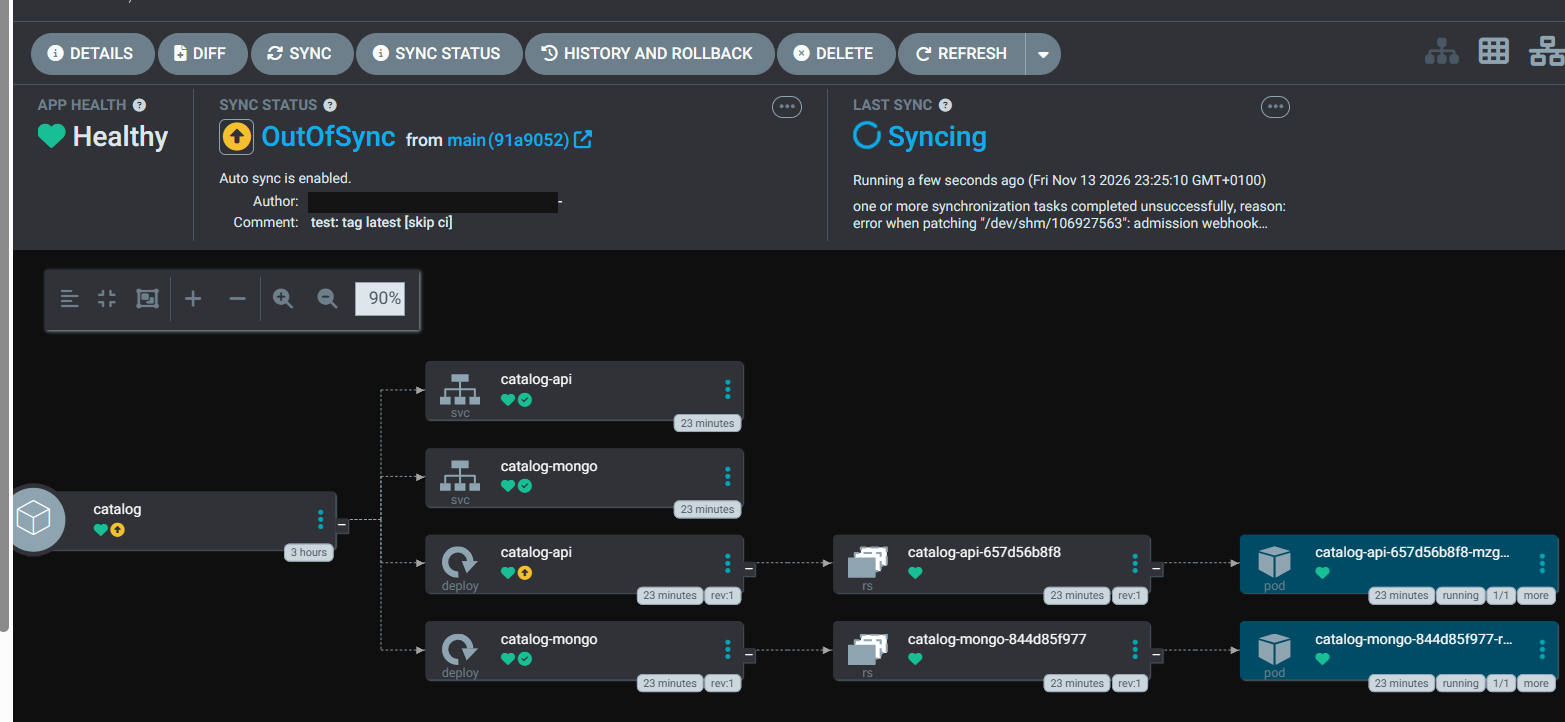 DETAILS DIFF SYNC SYNC STATUS HISTORY AND ROLLBACK DELETE REFRESH
APP HEALTH
Healthy
SYNC STATUS
OutOfSync from main (91a9052)
Auto sync is enabled.
Author: -
Comment: test: tag latest [skip ci]
LAST SYNC
Syncing
Running a few seconds ago (Fri Nov 13 2026 23:25:10 GMT+0100)
one or more synchronization tasks completed unsuccessfully, reason:
error when patching "/dev/shm/106927563": admission webhook...
90%
catalog
3 hours
catalog-api
svc
23 minutes
catalog-mongo
svc
23 minutes
catalog-api
deploy
23 minutes rev:1
catalog-api-657d56b8f8
rs
23 minutes rev:1
catalog-api-657d56b8f8-mzg...
pod
23 minutes running 1/1 more
catalog-mongo
deploy
23 minutes rev:1
catalog-mongo-844d85f977
rs
23 minutes rev:1
catalog-mongo-844d85f977-r...
pod
23 minutes running 1/1 more